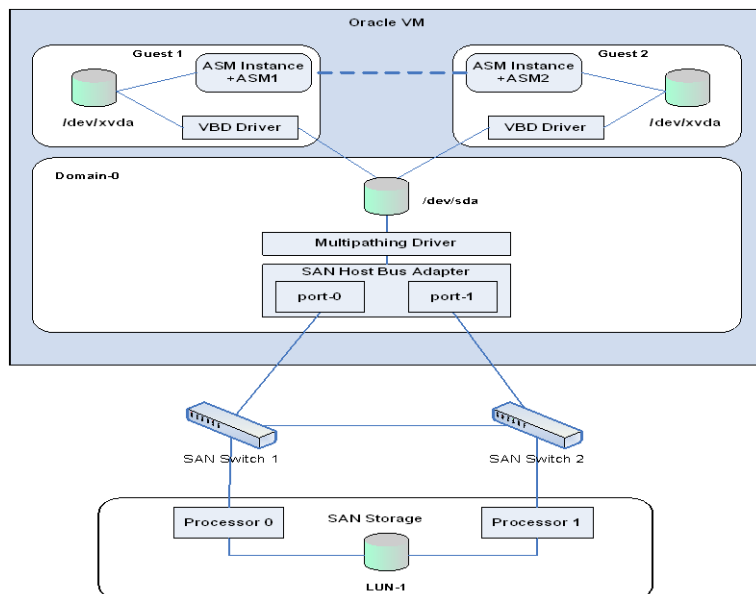 Oracle VM
Guest 1
Guest 2
ASM Instance
+ASM1
ASM Instance
+ASM2
/dev/xvda
VBD Driver
VBD Driver
/dev/xvda
Domain-0
/dev/sda
Multipathing Driver
SAN Host Bus Adapter
port-0
port-1
SAN Switch 1
SAN Switch 2
Processor 0
SAN Storage
Processor 1
LUN-1